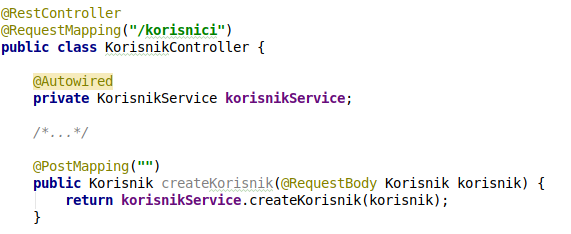 @RestController
@RequestMapping("/korisnici")
public class KorisnikController {
@Autowired
private KorisnikService korisnikService;
/*...*/
@PostMapping("")
public Korisnik createKorisnik(@RequestBody Korisnik korisnik) {
return korisnikService.createKorisnik(korisnik);
}